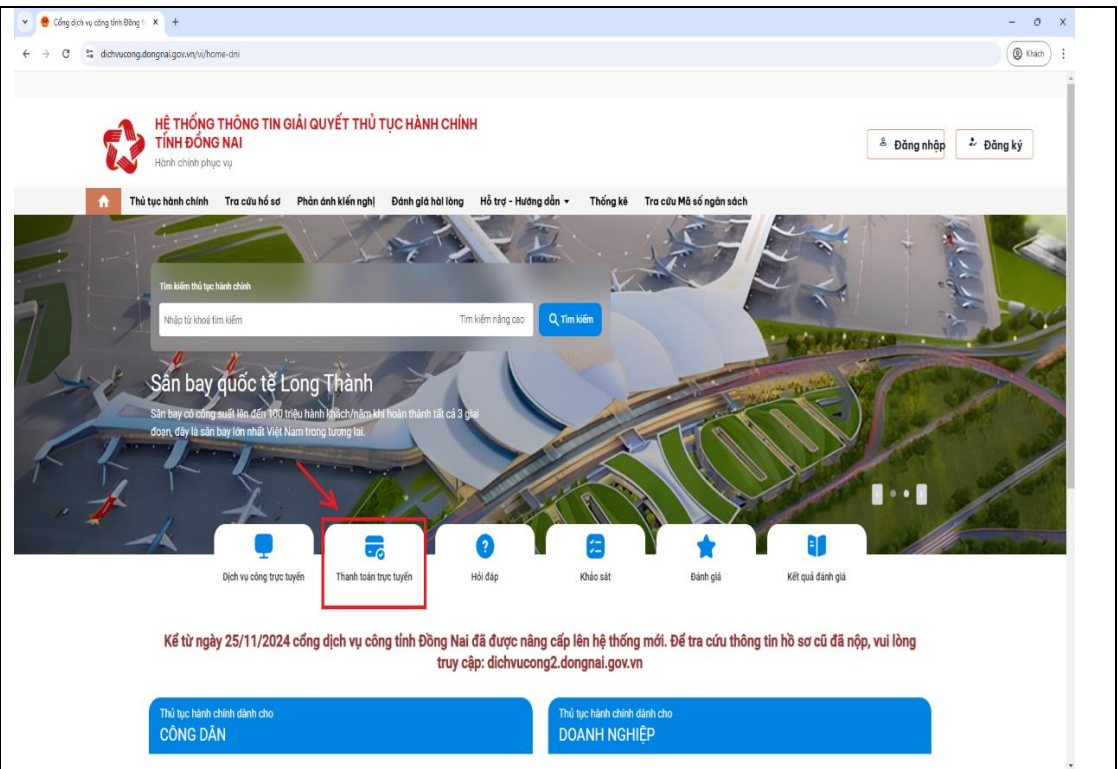 Cổng dịch vụ công tỉnh Đồng N
dichvucong.dongnai.gov.vn/vi/home-dni
Khách
HỆ THỐNG THÔNG TIN GIẢI QUYẾT THỦ TỤC HÀNH CHÍNH
TỈNH ĐỒNG NAI
Hành chính phục vụ
Đăng nhập
Đăng ký
Thủ tục hành chính Tra cứu hồ sơ Phản ánh kiến nghị Đánh giá hài lòng Hỗ trợ - Hướng dẫn Thống kê Tra cứu Mã số ngân sách
Tìm kiếm thủ tục hành chính
Nhập từ khoá tìm kiếm Tìm kiếm nâng cao Tìm kiếm
Sân bay quốc tế Long Thành
Sân bay có công suất lên đến 100 triệu hành khách/năm khi hoàn thành tất cả 3 giai
đoạn, đây là sân bay lớn nhất Việt Nam trong tương lai.
Dịch vụ công trực tuyến Thanh toán trực tuyến Hỏi đáp Khảo sát Đánh giá Kết quả đánh giá
Kể từ ngày 25/11/2024 cổng dịch vụ công tỉnh Đồng Nai đã được nâng cấp lên hệ thống mới. Để tra cứu thông tin hồ sơ cũ đã nộp, vui lòng
truy cập: dichvucong2.dongnai.gov.vn
Thủ tục hành chính dành cho
CÔNG DÂN
Thủ tục hành chính dành cho
DOANH NGHIỆP